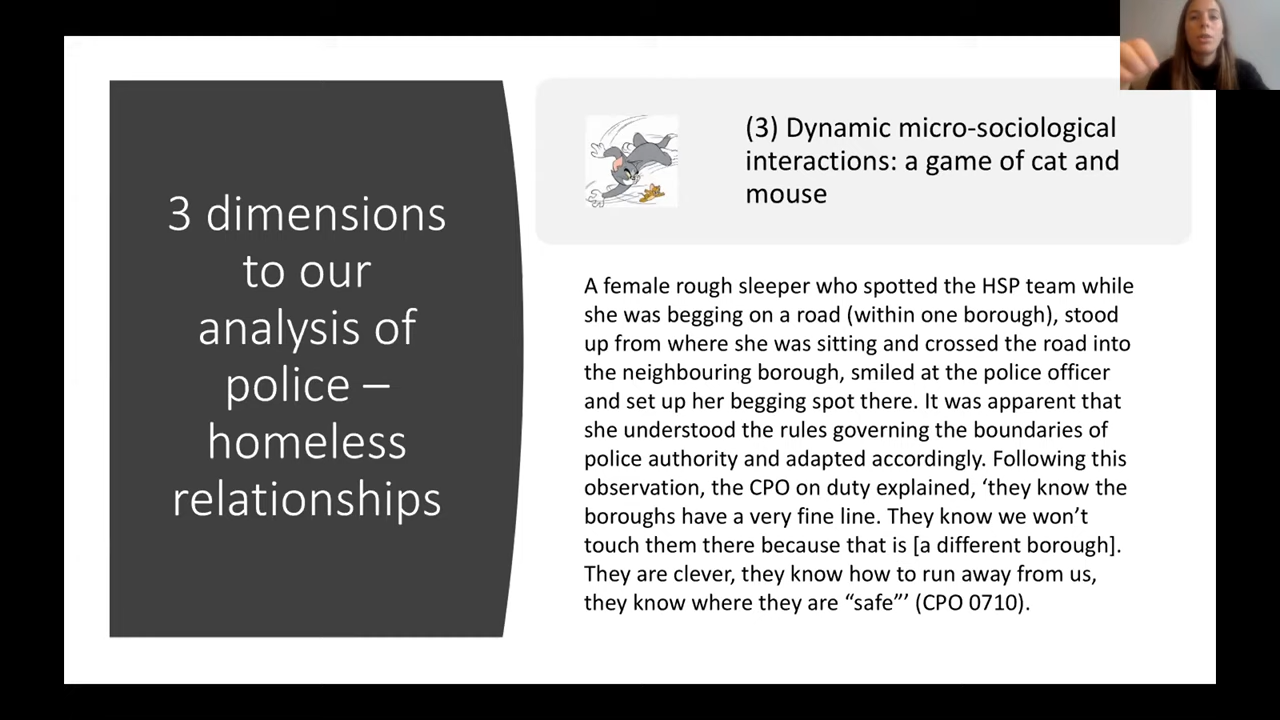 3 dimensions
to our
analysis of
police –
homeless
relationships
(3) Dynamic micro-sociological
interactions: a game of cat and
mouse
A female rough sleeper who spotted the HSP team while
she was begging on a road (within one borough), stood
up from where she was sitting and crossed the road into
the neighbouring borough, smiled at the police officer
and set up her begging spot there. It was apparent that
she understood the rules governing the boundaries of
police authority and adapted accordingly. Following this
observation, the CPO on duty explained, ‘they know the
boroughs have a very fine line. They know we won’t
touch them there because that is [a different borough].
They are clever, they know how to run away from us,
they know where they are “safe”’ (CPO 0710).